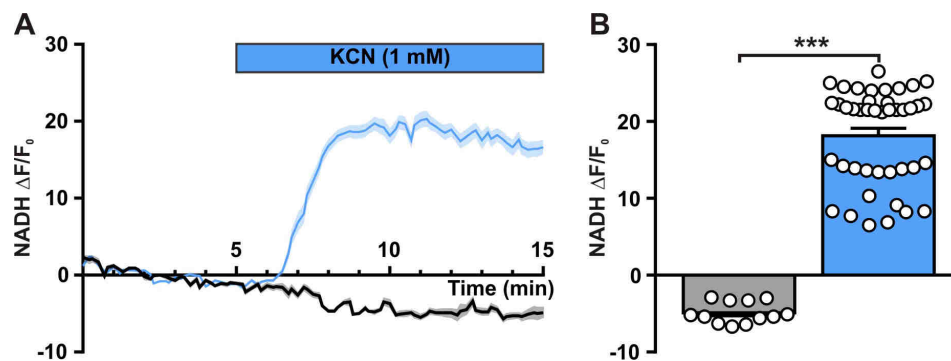 A
NADH ΔF/F₀
30
20
10
0
-10
KCN (1 mM)
5
10
15
Time (min)
B
NADH ΔF/F₀
30
20
10
0
-10
***